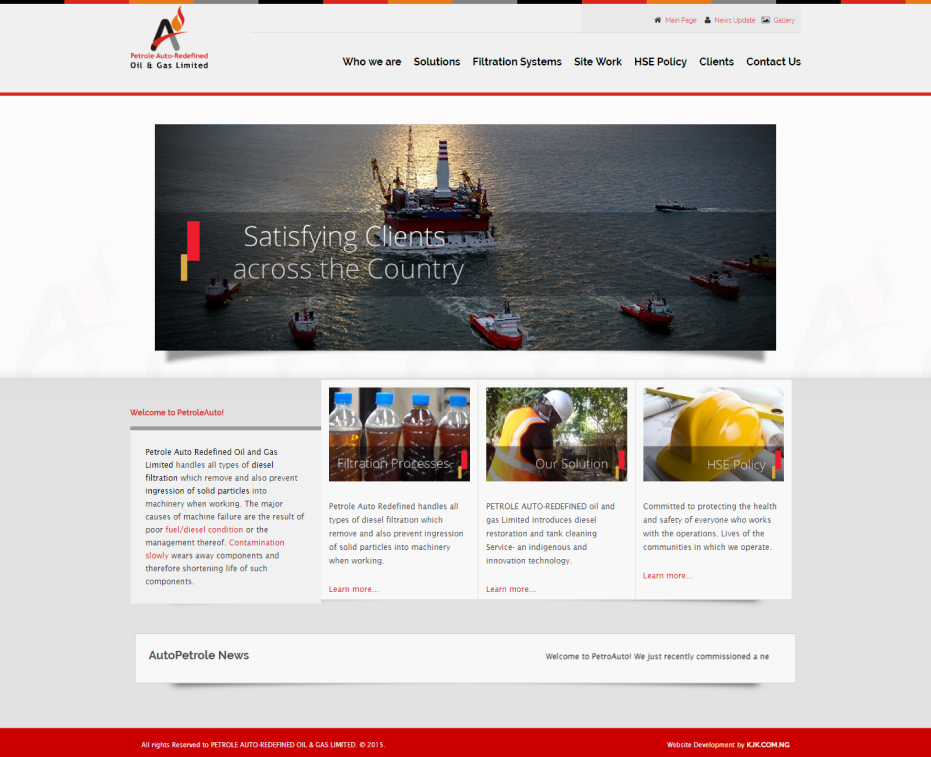 Main Page News Update Gallery
Petrole Auto-Redefined
Oil & Gas Limited
Who we are Solutions Filtration Systems Site Work HSE Policy Clients Contact Us
Satisfying Clients
across the Country
Welcome to PetroleAuto!
Petrole Auto Redefined Oil and Gas
Limited handles all types of diesel
filtration which remove and also prevent
ingression of solid particles into
machinery when working. The major
causes of machine failure are the result of
poor fuel/diesel condition or the
management thereof. Contamination
slowly wears away components and
therefore shortening life of such
components.
Filtration Processes
Petrole Auto Redefined handles all
types of diesel filtration which
remove and also prevent ingression
of solid particles into machinery
when working.
Learn more...
Our Solution
PETROLE AUTO-REDEFINED oil and
gas Limited introduces diesel
restoration and tank cleaning
Service- an indigenous and
innovation technology.
Learn more...
HSE Policy
Committed to protecting the health
and safety of everyone who works
with the operations. Lives of the
communities in which we operate.
Learn more...
AutoPetrole News
Welcome to PetroAuto! We just recently commissioned a ne
All rights Reserved to PETROLE AUTO-REDEFINED OIL & GAS LIMITED. © 2015.
Website Development by KJK.COM.NG